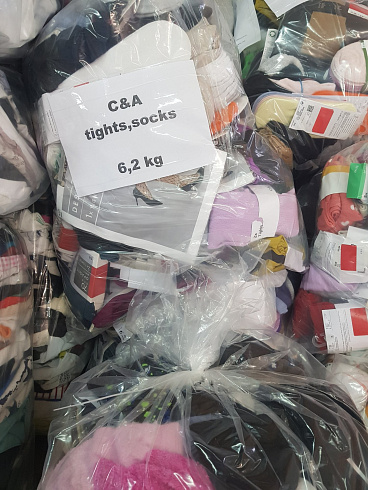 C&A
tights,socks
6,2 kg